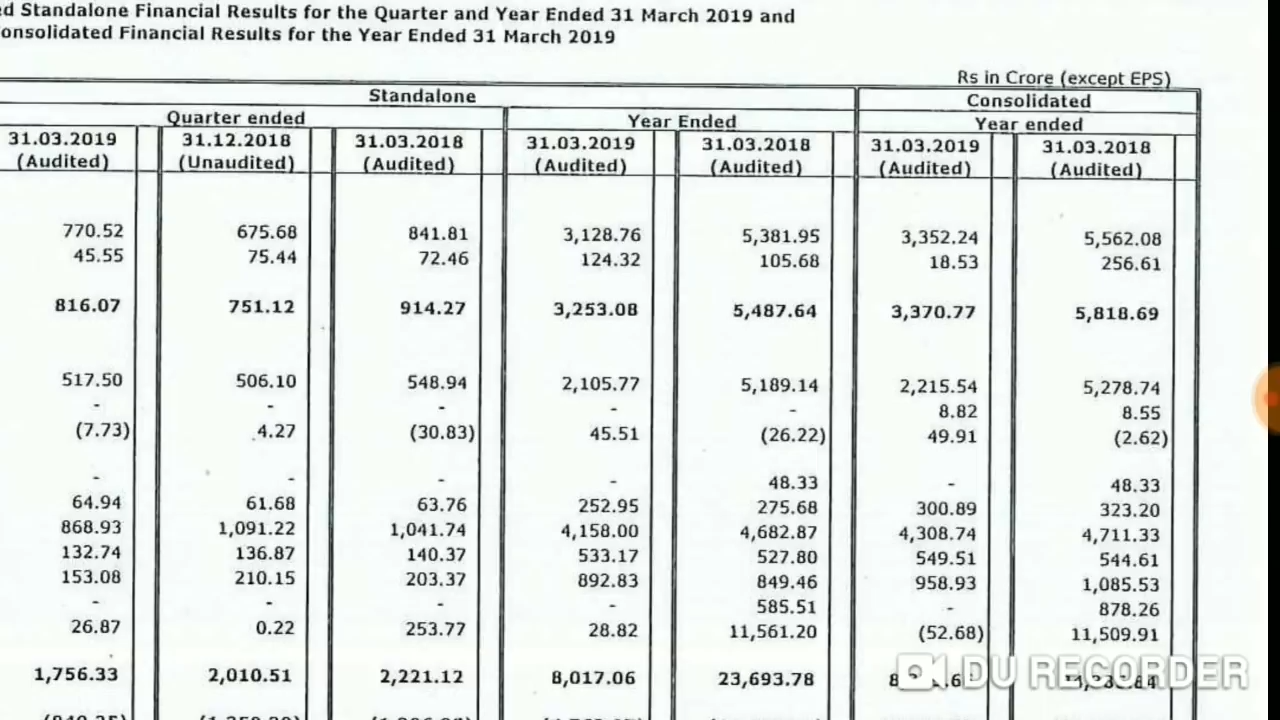 Standalone Financial Results for the Quarter and Year Ended 31 March 2019 and
Consolidated Financial Results for the Year Ended 31 March 2019
Rs in Crore (except EPS)
Standalone Consolidated
Quarter ended Year Ended Year ended
31.03.2019 31.12.2018 31.03.2018 31.03.2019 31.03.2018 31.03.2019 31.03.2018
(Audited) (Unaudited) (Audited) (Audited) (Audited) (Audited) (Audited)
770.52 675.68 841.81 3,128.76 5,381.95 3,352.24 5,562.08
45.55 75.44 72.46 124.32 105.68 18.53 256.61
816.07 751.12 914.27 3,253.08 5,487.64 3,370.77 5,818.69
517.50 506.10 548.94 2,105.77 5,189.14 2,215.54 5,278.74
- - - - - 8.82 8.55
(7.73) 4.27 (30.83) 45.51 (26.22) 49.91 (2.62)
- - - - 48.33 - 48.33
64.94 61.68 63.76 252.95 275.68 300.89 323.20
868.93 1,091.22 1,041.74 4,158.00 4,682.87 4,308.74 4,711.33
132.74 136.87 140.37 533.17 527.80 549.51 544.61
153.08 210.15 203.37 892.83 849.46 958.93 1,085.53
- - - - 585.51 - 878.26
26.87 0.22 253.77 28.82 11,561.20 (52.68) 11,509.91
1,756.33 2,010.51 2,221.12 8,017.06 23,693.78
DU RECORDER